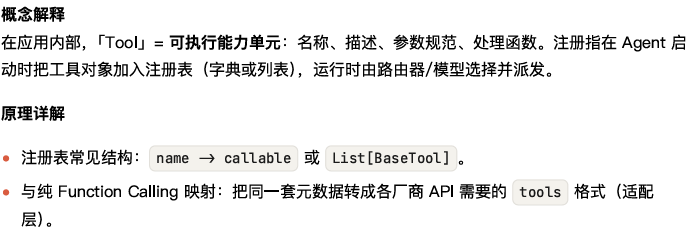 概念解释
在应用内部，「Tool」= 可执行能力单元：名称、描述、参数规范、处理函数。注册指在 Agent 启
动时把工具对象加入注册表（字典或列表），运行时由路由器/模型选择并派发。
原理详解
• 注册表常见结构： name → callable 或 List[BaseTool] 。
• 与纯 Function Calling 映射：把同一套元数据转成各厂商 API 需要的 tools 格式（适配
层）。